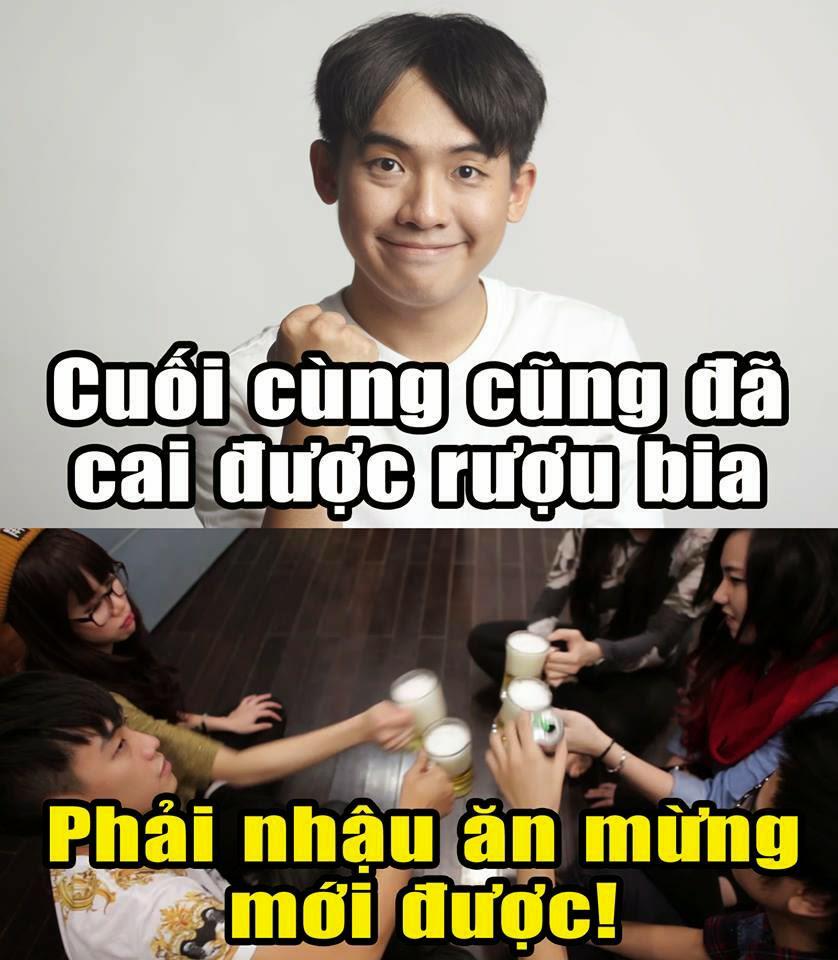 Cuối cùng cũng đã
cai được rượu bia
Phải nhậu ăn mừng
mới được!